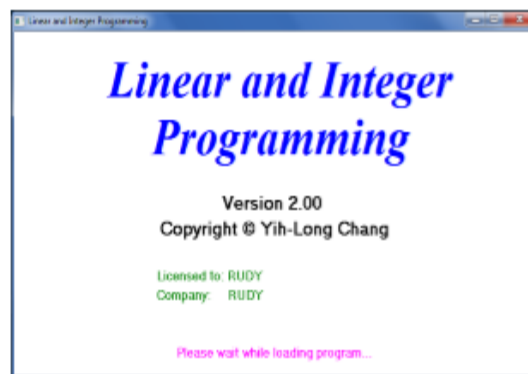 Linear and Integer Programming
Linear and Integer
Programming
Version 2.00
Copyright © Yih-Long Chang
Licensed to: RUDY
Company: RUDY
Please wait while loading program...